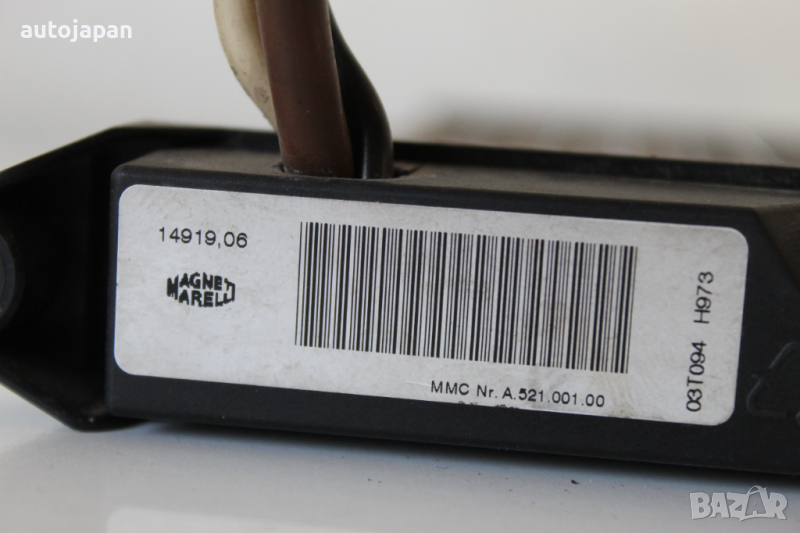 autojapan
14919,06
MAGNETI
MARELLI
MMC Nr. A.521.001.00
03T094 H973
BAZAR